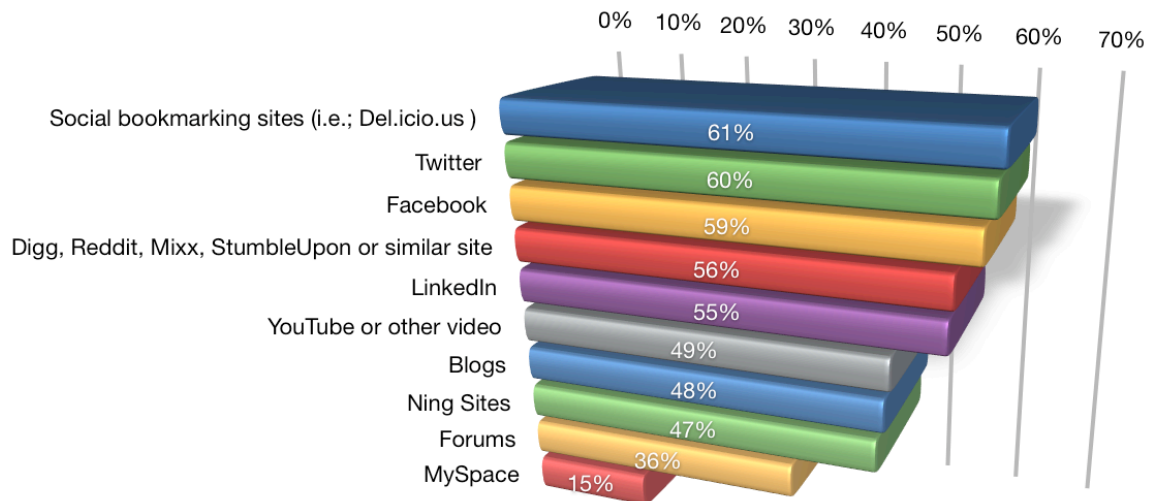 0% 10% 20% 30% 40% 50% 60% 70%
Social bookmarking sites (i.e.; Del.icio.us ) 61%
Twitter 60%
Facebook 59%
Digg, Reddit, Mixx, StumbleUpon or similar site 56%
LinkedIn 55%
YouTube or other video 49%
Blogs 48%
Ning Sites 47%
Forums 36%
MySpace 15%